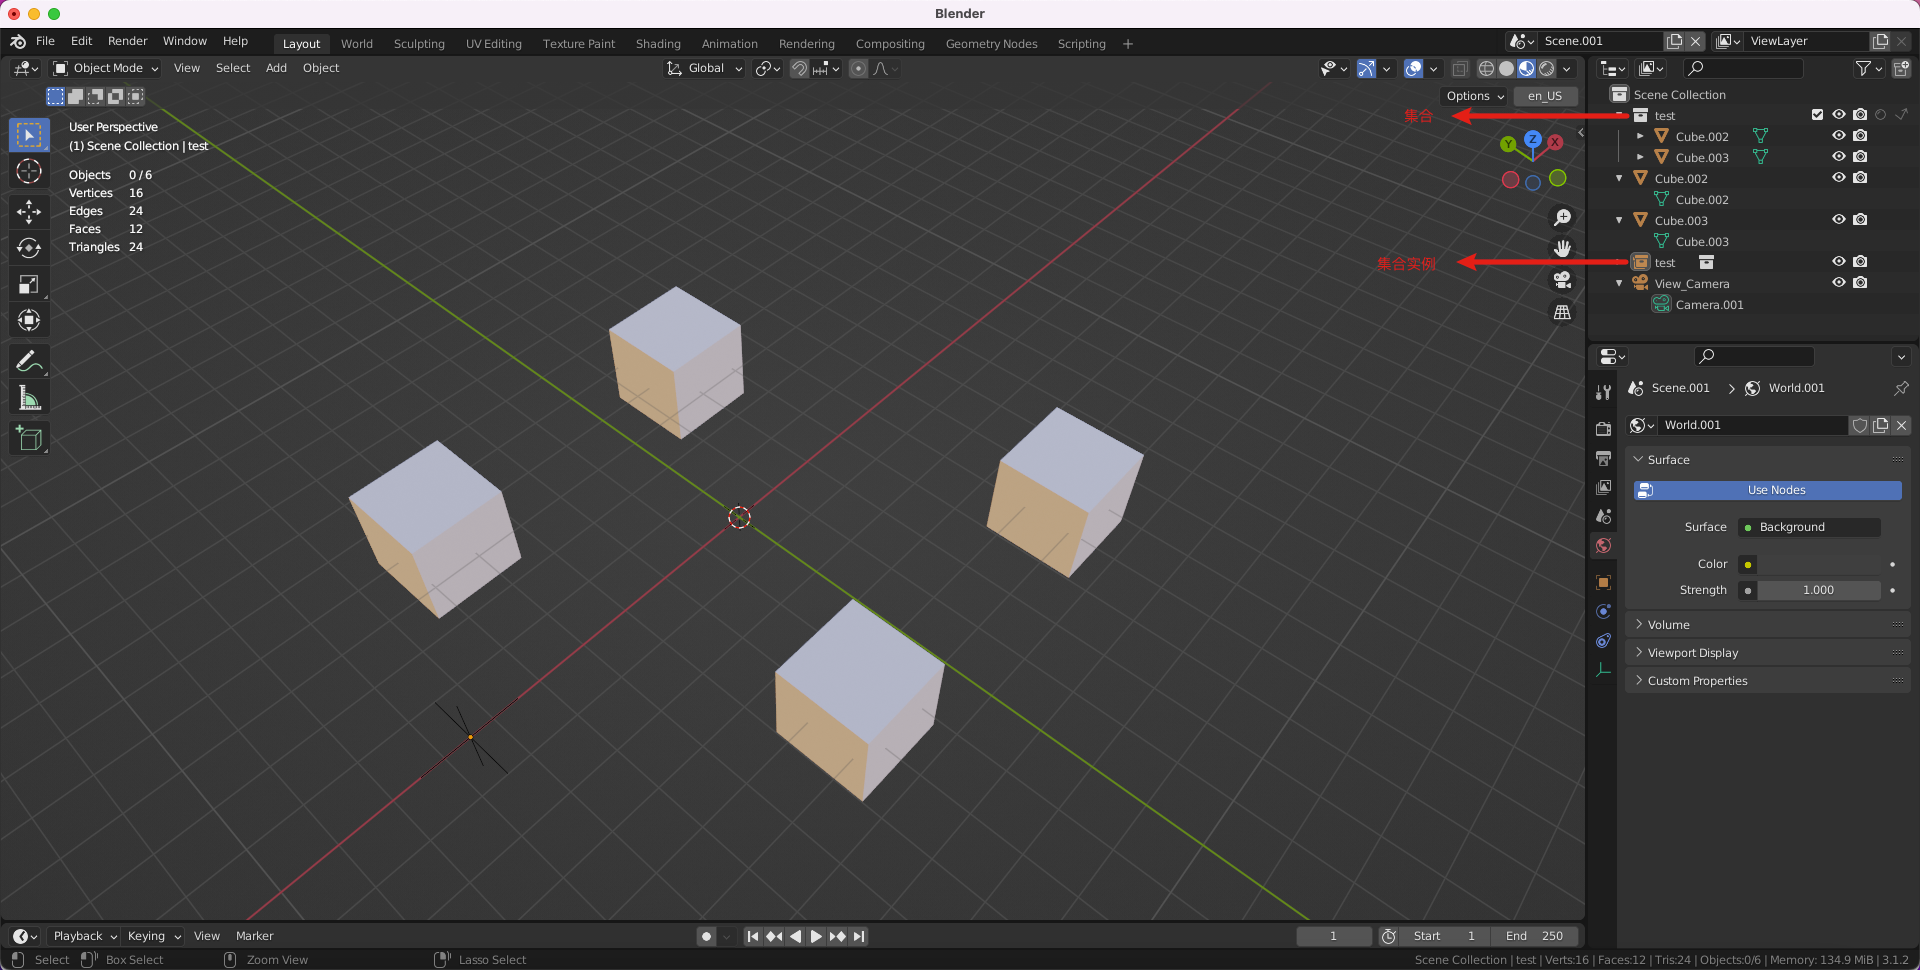 Blender
File Edit Render Window Help Layout World Sculpting UV Editing Texture Paint Shading Animation Rendering Compositing Geometry Nodes Scripting + Scene.001 ViewLayer
Object Mode View Select Add Object Global
Options en_US
User Perspective
(1) Scene Collection | test
Objects 0 / 6
Vertices 16
Edges 24
Faces 12
Triangles 24
集合
集合实例
Y Z X
Scene Collection
test
Cube.002
Cube.003
Cube.002
Cube.002
Cube.003
Cube.003
test
View_Camera
Camera.001
Scene.001 World.001
World.001
Surface
Use Nodes
Surface Background
Color
Strength 1.000
Volume
Viewport Display
Custom Properties
Playback Keying View Marker 1 Start 1 End 250
Select Box Select Zoom View Lasso Select Scene Collection | test | Verts:16 | Faces:12 | Tris:24 | Objects:0/6 | Memory: 134.9 MiB | 3.1.2